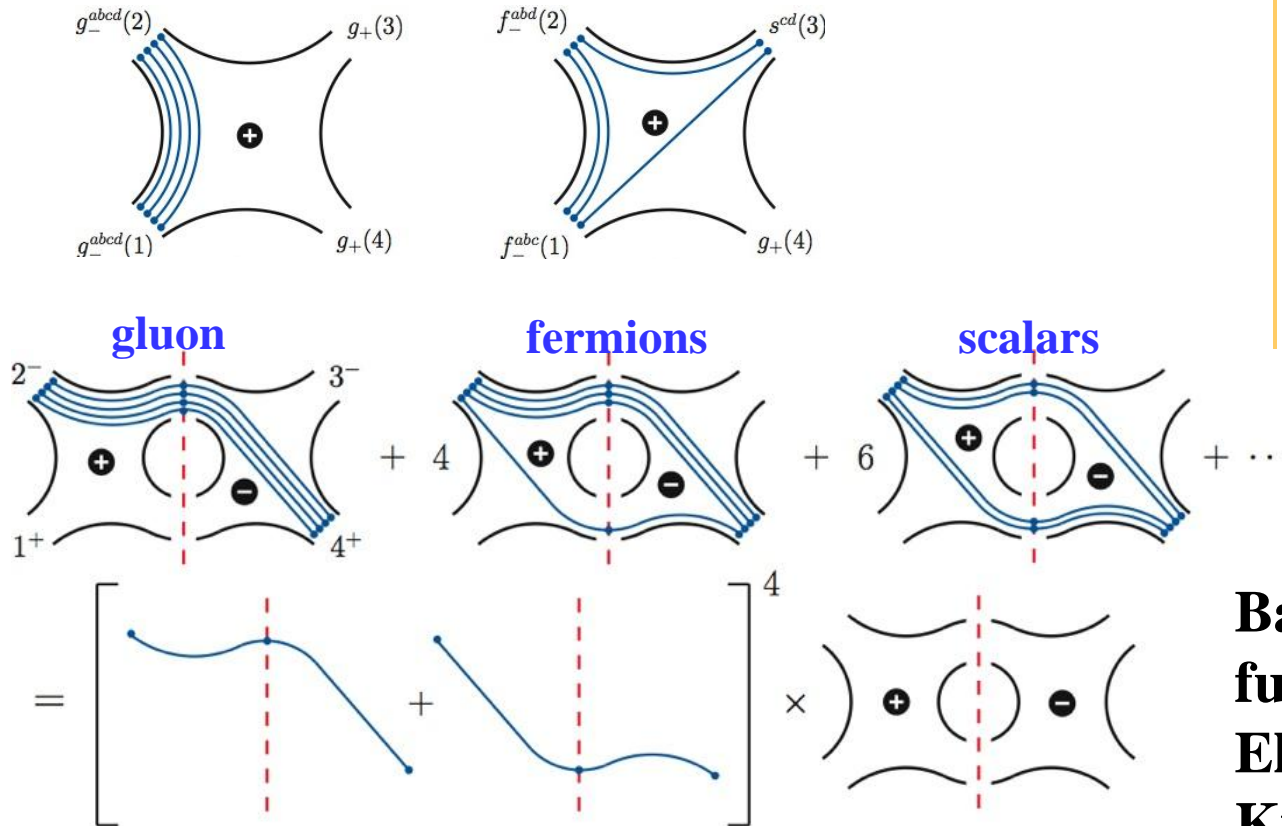 g_-^{abcd}(2) g_+(3) f_-^{abd}(2) s^{cd}(3)
+ +
g_-^{abcd}(1) g_+(4) f_-^{abc}(1) g_+(4)
gluon fermions scalars
2^- 3^-
+ − + 4 + − + 6 + − + ··
1^+ 4^+
= [ + ]^4 × + −
Ba
fu